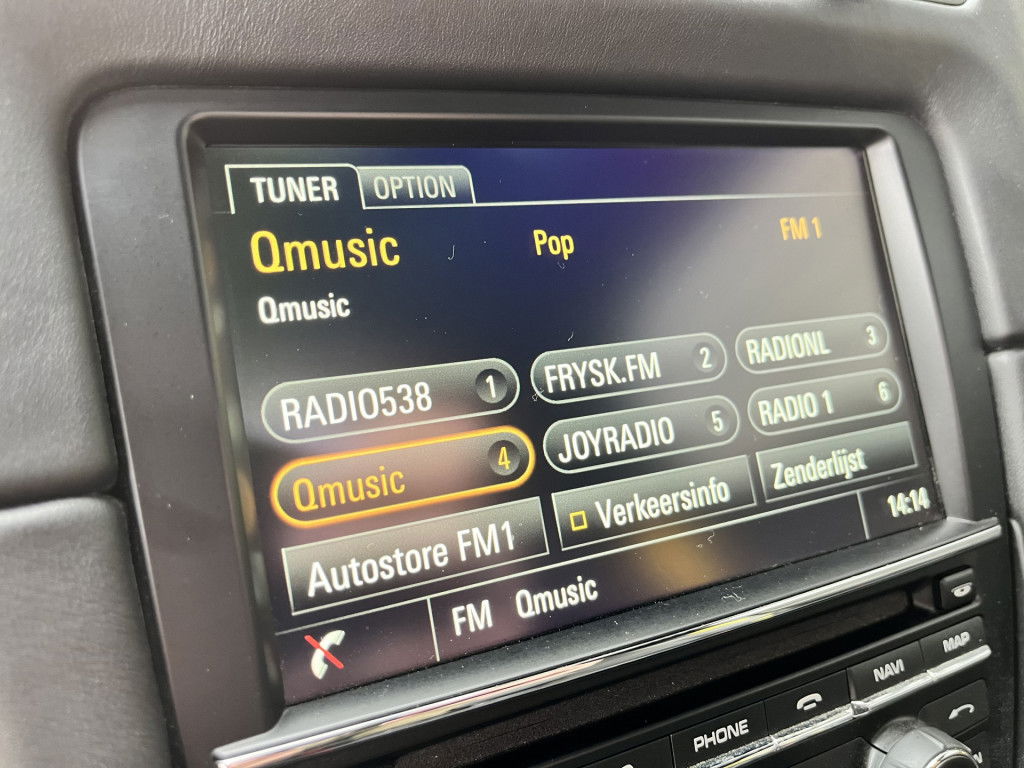 TUNER OPTION
Qmusic Pop FM 1
Qmusic
RADIO538 1 FRYSK.FM 2 RADIONL 3
Qmusic 4 JOYRADIO 5 RADIO 1 6
Autostore FM1 Verkeersinfo Zenderlijst
FM Qmusic 14:14
PHONE NAVI MAP